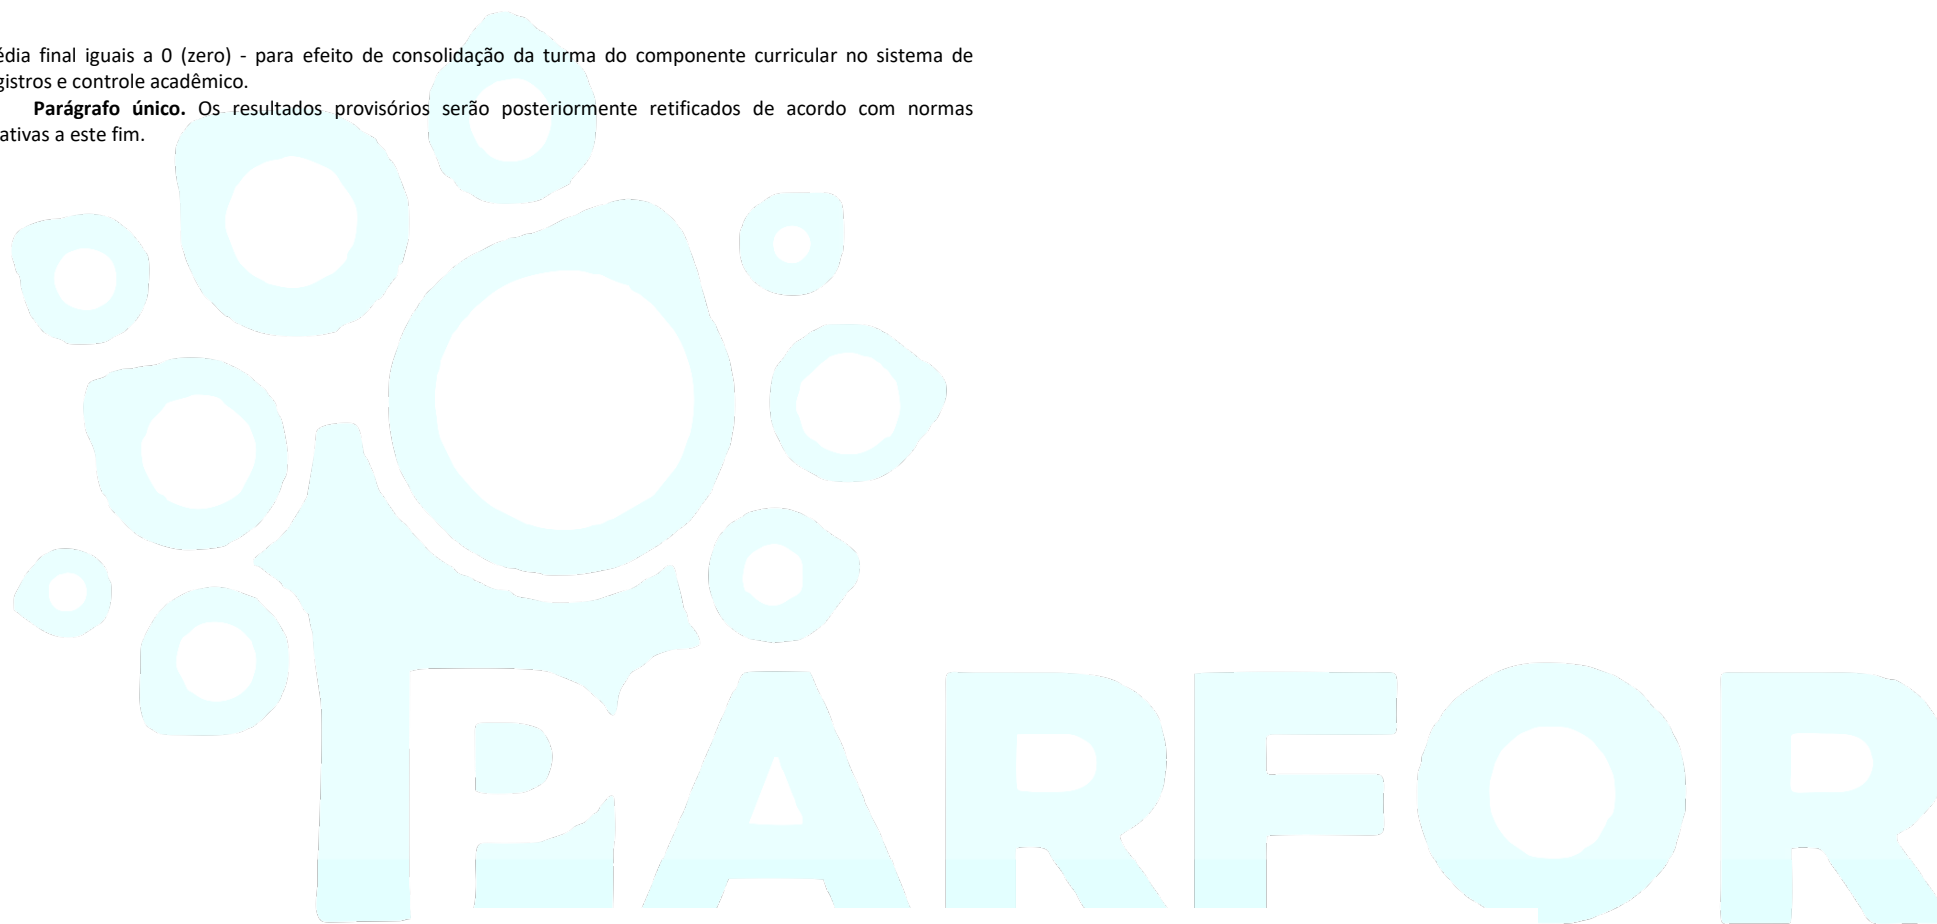 édia final iguais a 0 (zero) - para efeito de consolidação da turma do componente curricular no sistema de
gistros e controle acadêmico.
Parágrafo único. Os resultados provisórios serão posteriormente retificados de acordo com normas
ativas a este fim.
PARFOR